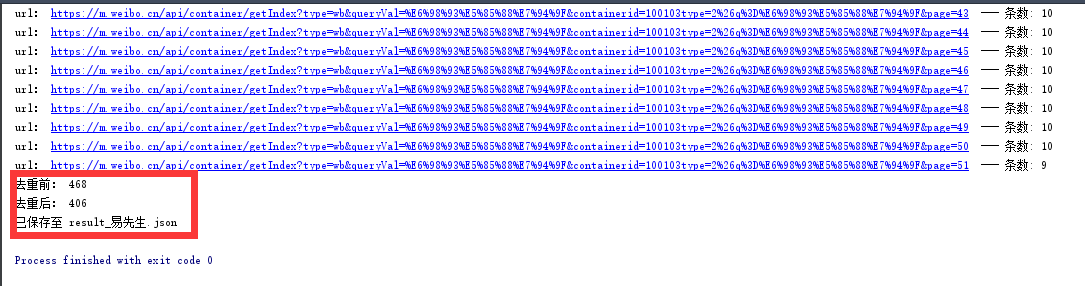 url: https://m.weibo.cn/api/container/getIndex?type=wb&queryVal=%E6%98%93%E5%85%88%E7%94%9F&containerid=100103type=2%26q%3D%E6%98%93%E5%85%88%E7%94%9F&page=43 —— 条数: 10
url: https://m.weibo.cn/api/container/getIndex?type=wb&queryVal=%E6%98%93%E5%85%88%E7%94%9F&containerid=100103type=2%26q%3D%E6%98%93%E5%85%88%E7%94%9F&page=44 —— 条数: 10
url: https://m.weibo.cn/api/container/getIndex?type=wb&queryVal=%E6%98%93%E5%85%88%E7%94%9F&containerid=100103type=2%26q%3D%E6%98%93%E5%85%88%E7%94%9F&page=45 —— 条数: 10
url: https://m.weibo.cn/api/container/getIndex?type=wb&queryVal=%E6%98%93%E5%85%88%E7%94%9F&containerid=100103type=2%26q%3D%E6%98%93%E5%85%88%E7%94%9F&page=46 —— 条数: 10
url: https://m.weibo.cn/api/container/getIndex?type=wb&queryVal=%E6%98%93%E5%85%88%E7%94%9F&containerid=100103type=2%26q%3D%E6%98%93%E5%85%88%E7%94%9F&page=47 —— 条数: 10
url: https://m.weibo.cn/api/container/getIndex?type=wb&queryVal=%E6%98%93%E5%85%88%E7%94%9F&containerid=100103type=2%26q%3D%E6%98%93%E5%85%88%E7%94%9F&page=48 —— 条数: 10
url: https://m.weibo.cn/api/container/getIndex?type=wb&queryVal=%E6%98%93%E5%85%88%E7%94%9F&containerid=100103type=2%26q%3D%E6%98%93%E5%85%88%E7%94%9F&page=49 —— 条数: 10
url: https://m.weibo.cn/api/container/getIndex?type=wb&queryVal=%E6%98%93%E5%85%88%E7%94%9F&containerid=100103type=2%26q%3D%E6%98%93%E5%85%88%E7%94%9F&page=50 —— 条数: 10
url: https://m.weibo.cn/api/container/getIndex?type=wb&queryVal=%E6%98%93%E5%85%88%E7%94%9F&containerid=100103type=2%26q%3D%E6%98%93%E5%85%88%E7%94%9F&page=51 —— 条数: 9
去重前: 468
去重后: 406
已保存至 result_易先生.json
Process finished with exit code 0